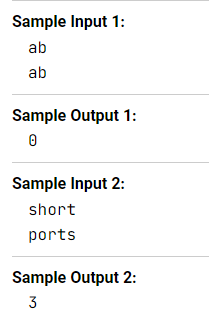 Sample Input 1:
ab
ab
Sample Output 1:
0
Sample Input 2:
short
ports
Sample Output 2:
3